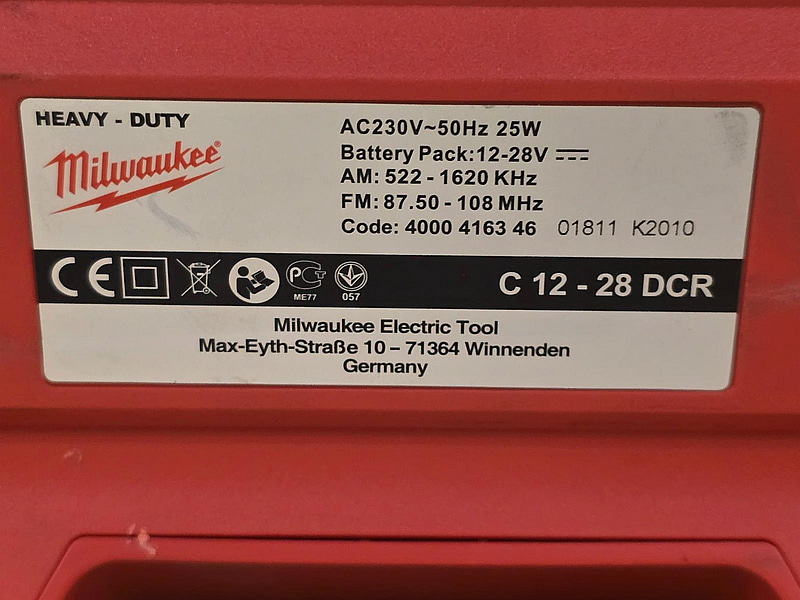 HEAVY - DUTY
Milwaukee®
AC230V~50Hz 25W
Battery Pack:12-28V
AM: 522 - 1620 KHz
FM: 87.50 - 108 MHz
Code: 4000 4163 46 01811 K2010
CE
PCT
ME77
057
C 12 - 28 DCR
Milwaukee Electric Tool
Max-Eyth-Straße 10 – 71364 Winnenden
Germany